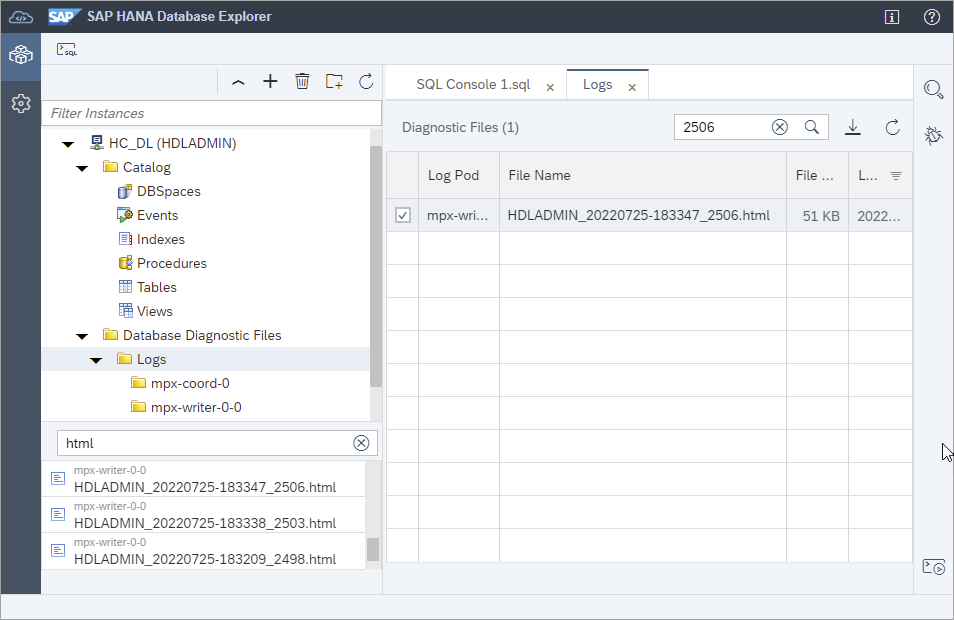 SAP SAP HANA Database Explorer
SQL
Filter Instances
HC_DL (HDLADMIN)
Catalog
DBSpaces
Events
Indexes
Procedures
Tables
Views
Database Diagnostic Files
Logs
mpx-coord-0
mpx-writer-0-0
html
mpx-writer-0-0
HDLADMIN_20220725-183347_2506.html
mpx-writer-0-0
HDLADMIN_20220725-183338_2503.html
mpx-writer-0-0
HDLADMIN_20220725-183209_2498.html
SQL Console 1.sql
Logs
Diagnostic Files (1)
2506
Log Pod File Name File ... L...
mpx-wri... HDLADMIN_20220725-183347_2506.html 51 KB 2022...